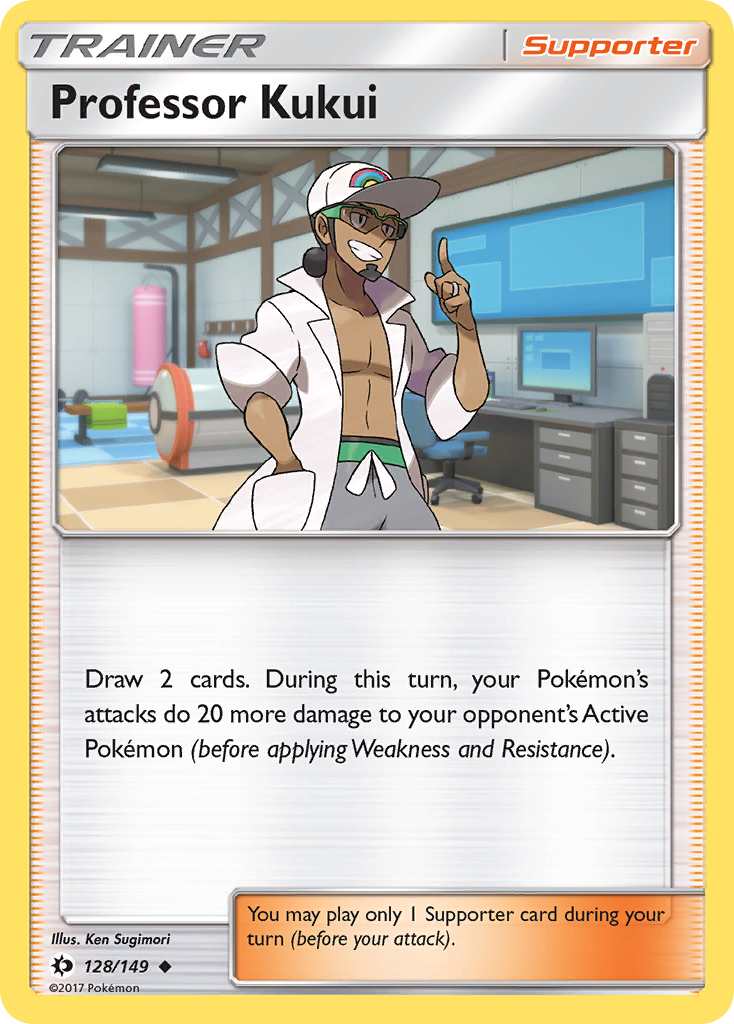 TRAINER | Supporter
Professor Kukui
Draw 2 cards. During this turn, your Pokémon's
attacks do 20 more damage to your opponent's Active
Pokémon (before applying Weakness and Resistance).
You may play only 1 Supporter card during your
turn (before your attack).
Illus. Ken Sugimori
128/149 ◆
©2017 Pokémon